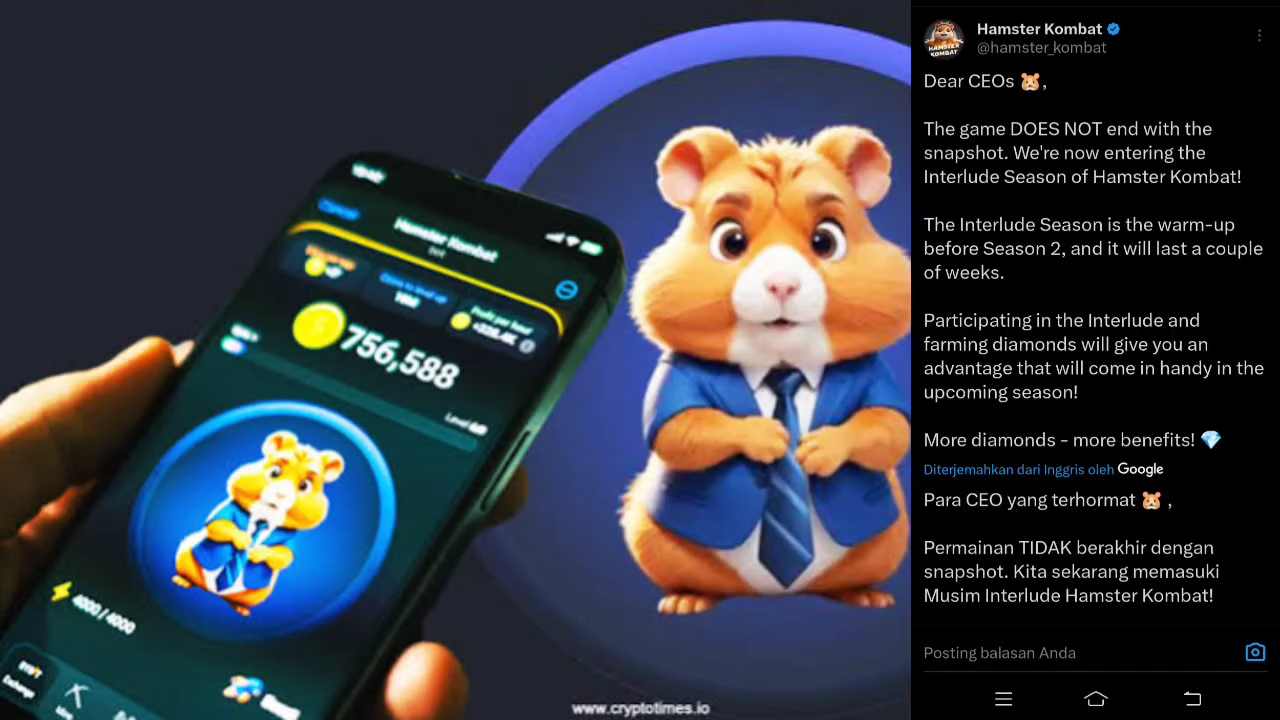 Hamster Kombat
756,588
4000 / 4000
Exchange
www.cryptotimes.io
Hamster Kombat
@hamster_kombat
Dear CEOs 🐹,
The game DOES NOT end with the
snapshot. We're now entering the
Interlude Season of Hamster Kombat!
The Interlude Season is the warm-up
before Season 2, and it will last a couple
of weeks.
Participating in the Interlude and
farming diamonds will give you an
advantage that will come in handy in the
upcoming season!
More diamonds - more benefits! 💎
Diterjemahkan dari Inggris oleh Google
Para CEO yang terhormat 🐹 ,
Permainan TIDAK berakhir dengan
snapshot. Kita sekarang memasuki
Musim Interlude Hamster Kombat!
Posting balasan Anda